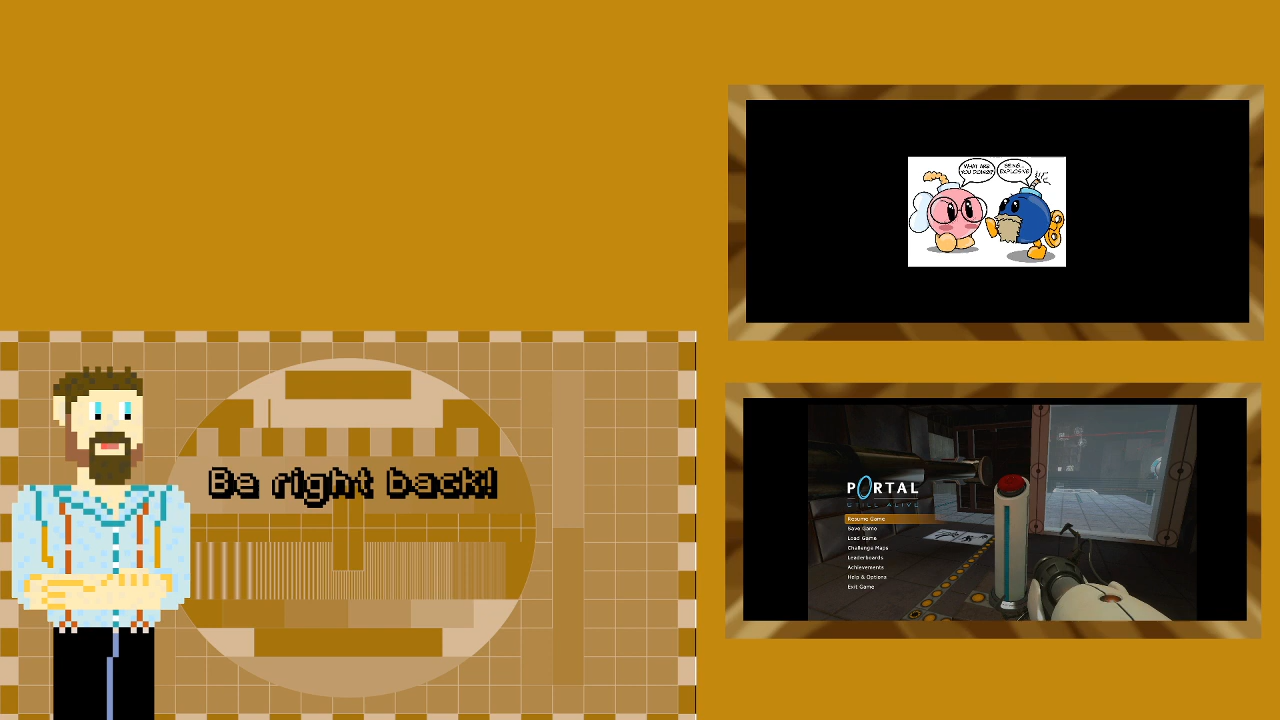 WHAT ARE
YOU DOING?
BEING...
EXPLOSIVE
Be right back!
PORTAL
STILL ALIVE
Resume Game
Save Game
Load Game
Challenge Maps
Leaderboards
Achievements
Help & Options
Exit Game